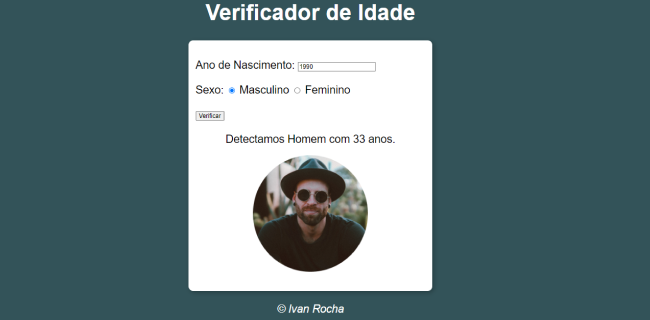 Verificador de Idade
Ano de Nascimento: 1990
Sexo: Masculino Feminino
Verificar
Detectamos Homem com 33 anos.
© Ivan Rocha